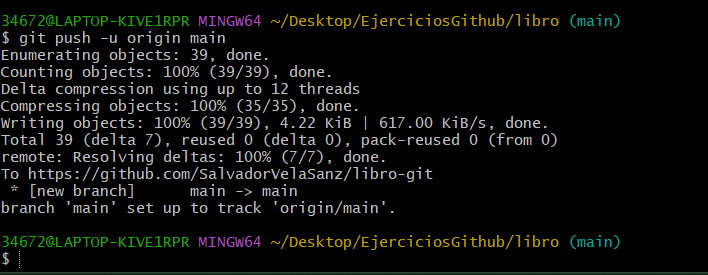 34672@LAPTOP-KIVE1RPR MINGW64 ~/Desktop/EjerciciosGithub/libro (main)
$ git push -u origin main
Enumerating objects: 39, done.
Counting objects: 100% (39/39), done.
Delta compression using up to 12 threads
Compressing objects: 100% (35/35), done.
Writing objects: 100% (39/39), 4.22 KiB | 617.00 KiB/s, done.
Total 39 (delta 7), reused 0 (delta 0), pack-reused 0 (from 0)
remote: Resolving deltas: 100% (7/7), done.
To https://github.com/SalvadorVelaSanz/libro-git
 * [new branch]      main -> main
branch 'main' set up to track 'origin/main'.

34672@LAPTOP-KIVE1RPR MINGW64 ~/Desktop/EjerciciosGithub/libro (main)
$